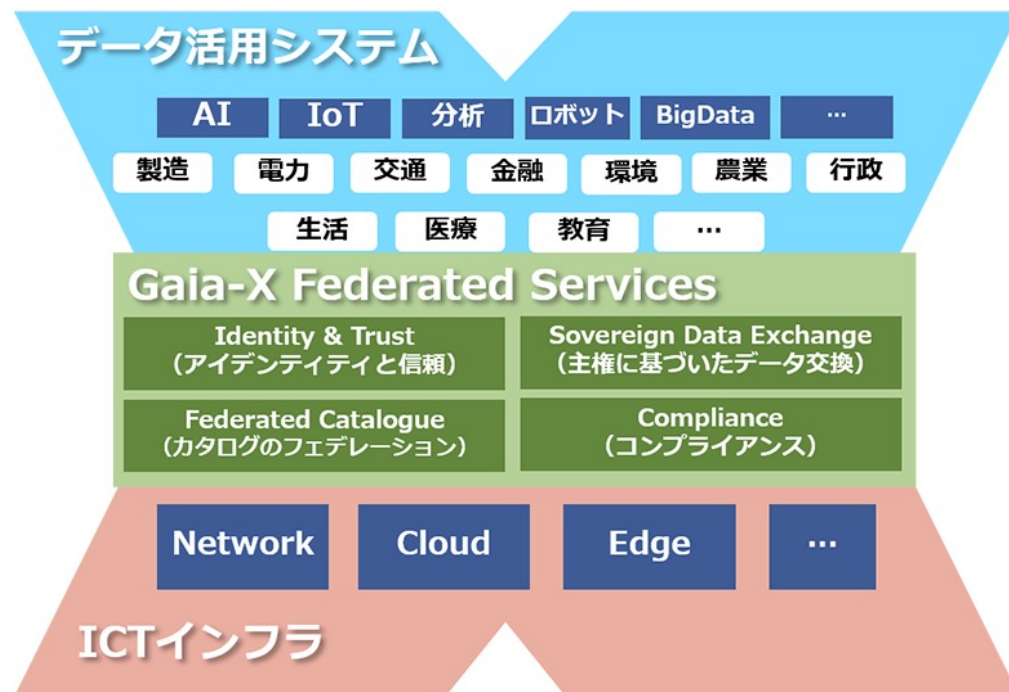 データ活用システム
AI IoT 分析 ロボット BigData …
製造 電力 交通 金融 環境 農業 行政
生活 医療 教育 …
Gaia-X Federated Services
Identity & Trust
（アイデンティティと信頼）
Sovereign Data Exchange
（主権に基づいたデータ交換）
Federated Catalogue
（カタログのフェデレーション）
Compliance
（コンプライアンス）
Network Cloud Edge …
ICTインフラ